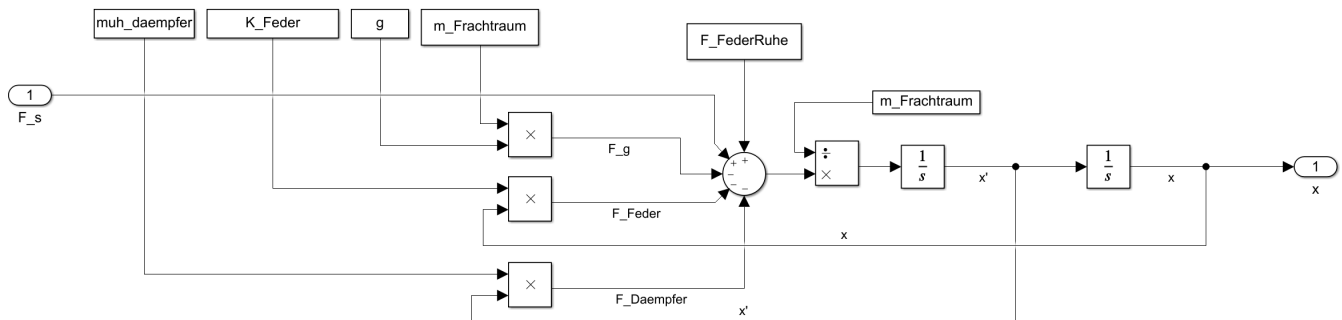 muh_daempfer
K_Feder
g
m_Frachtraum
F_FederRuhe
1
F_s
m_Frachtraum
×
F_g
+
+
−
−
−
÷
×
1
s
x'
1
s
x
1
x
×
F_Feder
x
×
F_Daempfer
x'